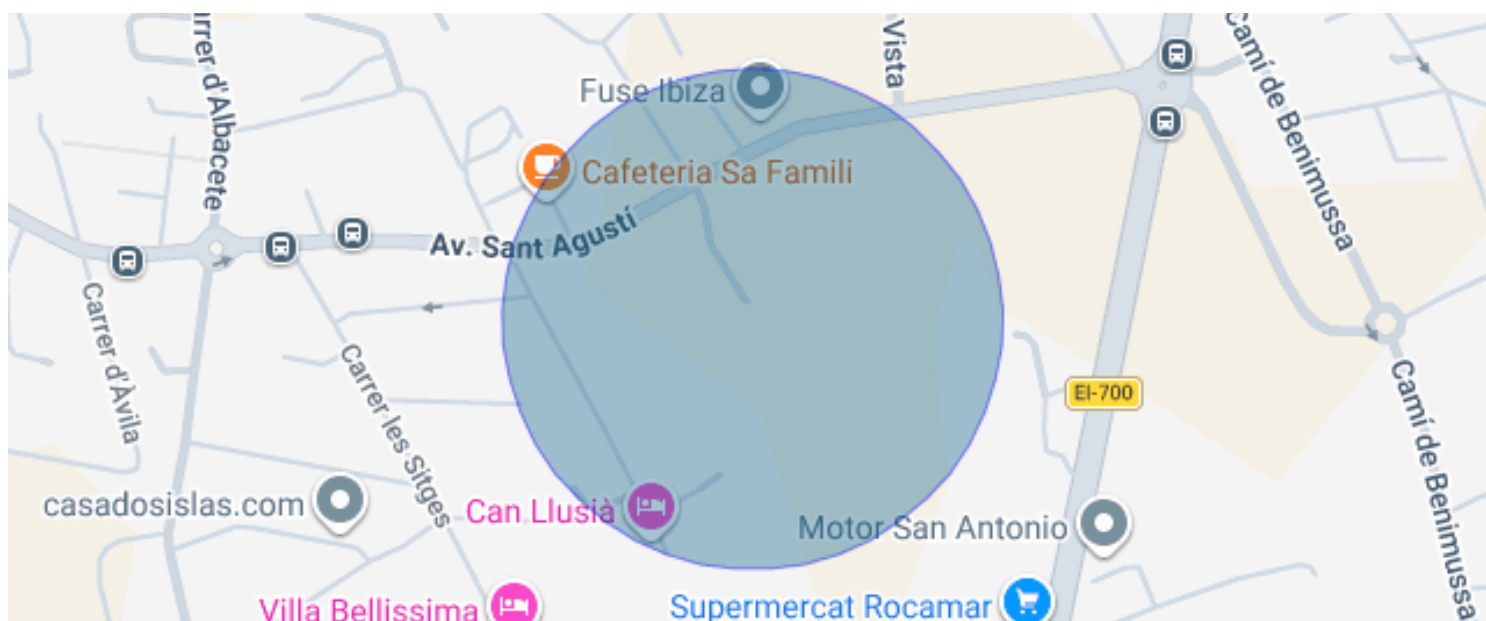 Carrer d'Albacete
Vista
Camí de Benimussa
Fuse Ibiza
Cafeteria Sa Famili
Av. Sant Agustí
Carrer d'Àvila
Carrer les Sitges
EI-700
Camí de Benimussa
casadosislas.com
Can Llusià
Motor San Antonio
Villa Bellissima
Supermercat Rocamar